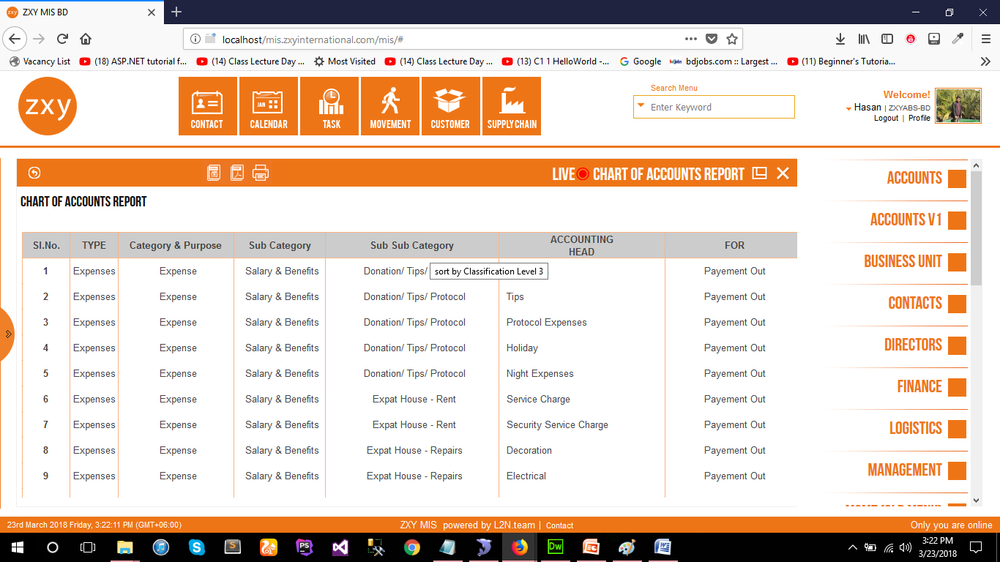 ZXY MIS BD
localhost/mis.zxyinternational.com/mis/#
Vacancy List (18) ASP.NET tutorial f... (14) Class Lecture Day ... Most Visited (14) Class Lecture Day ... (13) C1 1 HelloWorld -... Google bdjobs bdjobs.com :: Largest ... (11) Beginner's Tutoria...
zxy
CONTACT
JAN
CALENDAR
TASK
MOVEMENT
CUSTOMER
SUPPLY CHAIN
Search Menu
Enter Keyword
Welcome!
Hasan | ZXYABS-BD
Logout | Profile
LIVE CHART OF ACCOUNTS REPORT
CHART OF ACCOUNTS REPORT
SI.No. TYPE Category & Purpose Sub Category Sub Sub Category ACCOUNTING HEAD FOR
1 Expenses Expense Salary & Benefits Donation/ Tips/ Payement Out
sort by Classification Level 3
2 Expenses Expense Salary & Benefits Donation/ Tips/ Protocol Tips Payement Out
3 Expenses Expense Salary & Benefits Donation/ Tips/ Protocol Protocol Expenses Payement Out
4 Expenses Expense Salary & Benefits Donation/ Tips/ Protocol Holiday Payement Out
5 Expenses Expense Salary & Benefits Donation/ Tips/ Protocol Night Expenses Payement Out
6 Expenses Expense Salary & Benefits Expat House - Rent Service Charge Payement Out
7 Expenses Expense Salary & Benefits Expat House - Rent Security Service Charge Payement Out
8 Expenses Expense Salary & Benefits Expat House - Repairs Decoration Payement Out
9 Expenses Expense Salary & Benefits Expat House - Repairs Electrical Payement Out
ACCOUNTS
ACCOUNTS V1
BUSINESS UNIT
CONTACTS
DIRECTORS
FINANCE
LOGISTICS
MANAGEMENT
23rd March 2018 Friday, 3:22:11 PM (GMT+06:00)
ZXY MIS powered by L2N.team | Contact
Only you are online
3:22 PM
3/23/2018